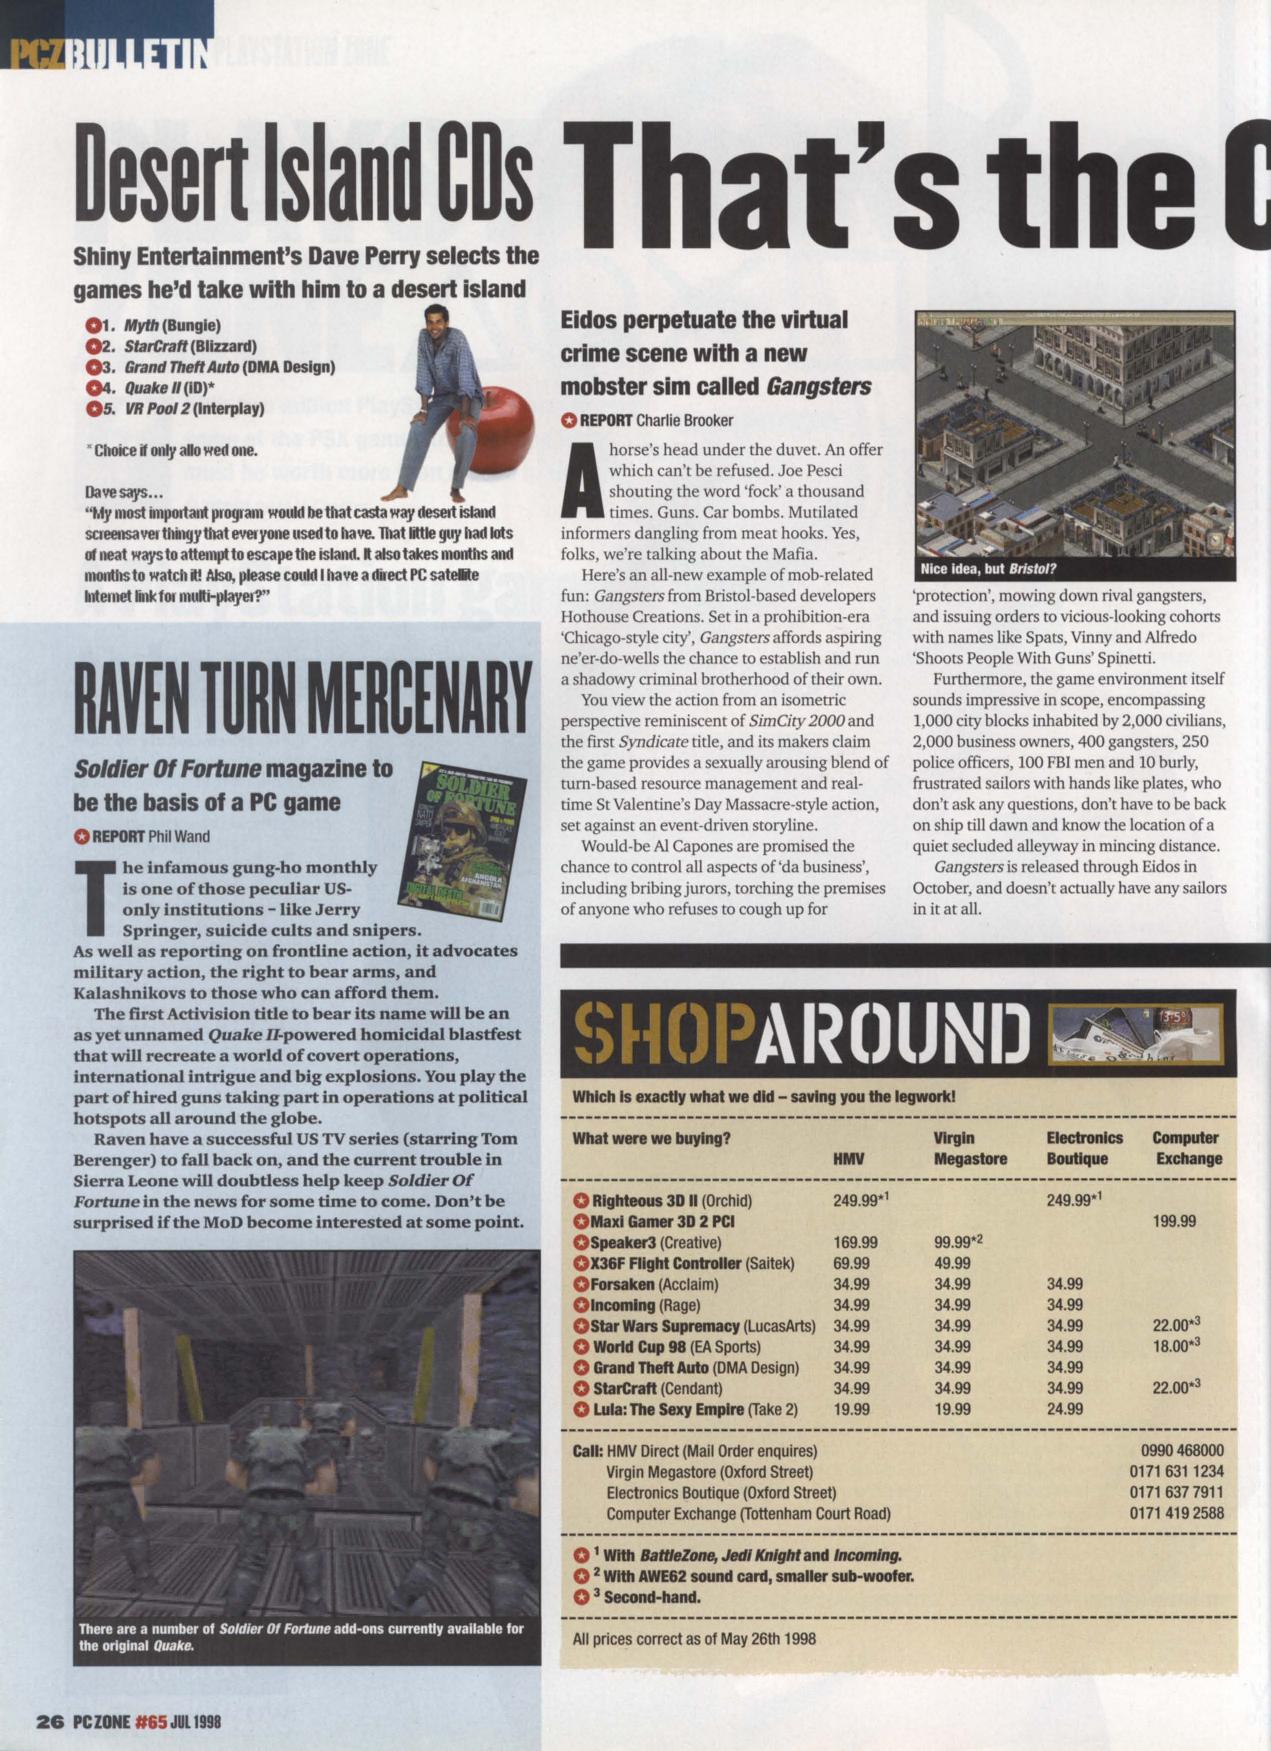 PCZBULLETIN
Desert Island CDs
Shiny Entertainment's Dave Perry selects the
games he'd take with him to a desert island
1. Myth (Bungie)
2. StarCraft (Blizzard)
3. Grand Theft Auto (DMA Design)
4. Quake II (iD)*
5. VR Pool 2 (Interplay)
*Choice if only allo wed one.
Dave says...
“My most important program would be that casta way desert island
screensaver thingy that everyone used to have. That little guy had lots
of neat ways to attempt to escape the island. It also takes months and
months to watch it! Also, please could I have a direct PC satellite
Internet link for multi-player?”
RAVEN TURN MERCENARY
Soldier Of Fortune magazine to
be the basis of a PC game
REPORT Phil Wand
SOLDIER
OF FORTUNE
The infamous gung-ho monthly
is one of those peculiar US-
only institutions – like Jerry
Springer, suicide cults and snipers.
As well as reporting on frontline action, it advocates
military action, the right to bear arms, and
Kalashnikovs to those who can afford them.
The first Activision title to bear its name will be an
as yet unnamed Quake II-powered homicidal blastfest
that will recreate a world of covert operations,
international intrigue and big explosions. You play the
part of hired guns taking part in operations at political
hotspots all around the globe.
Raven have a successful US TV series (starring Tom
Berenger) to fall back on, and the current trouble in
Sierra Leone will doubtless help keep Soldier Of
Fortune in the news for some time to come. Don't be
surprised if the MoD become interested at some point.
There are a number of Soldier Of Fortune add-ons currently available for
the original Quake.
That's the C
Eidos perpetuate the virtual
crime scene with a new
mobster sim called Gangsters
REPORT Charlie Brooker
A horse's head under the duvet. An offer
which can't be refused. Joe Pesci
shouting the word ‘fock’ a thousand
times. Guns. Car bombs. Mutilated
informers dangling from meat hooks. Yes,
folks, we're talking about the Mafia.
Here's an all-new example of mob-related
fun: Gangsters from Bristol-based developers
Hothouse Creations. Set in a prohibition-era
‘Chicago-style city’, Gangsters affords aspiring
ne'er-do-wells the chance to establish and run
a shadowy criminal brotherhood of their own.
You view the action from an isometric
perspective reminiscent of SimCity 2000 and
the first Syndicate title, and its makers claim
the game provides a sexually arousing blend of
turn-based resource management and real-
time St Valentine's Day Massacre-style action,
set against an event-driven storyline.
Would-be Al Capones are promised the
chance to control all aspects of ‘da business’,
including bribing jurors, torching the premises
of anyone who refuses to cough up for
Nice idea, but Bristol?
‘protection’, mowing down rival gangsters,
and issuing orders to vicious-looking cohorts
with names like Spats, Vinny and Alfredo
‘Shoots People With Guns’ Spinetti.
Furthermore, the game environment itself
sounds impressive in scope, encompassing
1,000 city blocks inhabited by 2,000 civilians,
2,000 business owners, 400 gangsters, 250
police officers, 100 FBI men and 10 burly,
frustrated sailors with hands like plates, who
don't ask any questions, don't have to be back
on ship till dawn and know the location of a
quiet secluded alleyway in mincing distance.
Gangsters is released through Eidos in
October, and doesn't actually have any sailors
in it at all.
SHOPAROUND
Which is exactly what we did – saving you the legwork!
What were we buying? HMV Virgin Megastore Electronics Boutique Computer Exchange
Righteous 3D II (Orchid) 249.99*1 249.99*1
Maxi Gamer 3D 2 PCI 199.99
Speaker3 (Creative) 169.99 99.99*2
X36F Flight Controller (Saitek) 69.99 49.99
Forsaken (Acclaim) 34.99 34.99 34.99
Incoming (Rage) 34.99 34.99 34.99
Star Wars Supremacy (LucasArts) 34.99 34.99 34.99 22.00*3
World Cup 98 (EA Sports) 34.99 34.99 34.99 18.00*3
Grand Theft Auto (DMA Design) 34.99 34.99 34.99
StarCraft (Cendant) 34.99 34.99 34.99 22.00*3
Lula: The Sexy Empire (Take 2) 19.99 19.99 24.99
Call: HMV Direct (Mail Order enquires) 0990 468000
Virgin Megastore (Oxford Street) 0171 631 1234
Electronics Boutique (Oxford Street) 0171 637 7911
Computer Exchange (Tottenham Court Road) 0171 419 2588
1 With BattleZone, Jedi Knight and Incoming.
2 With AWE62 sound card, smaller sub-woofer.
3 Second-hand.
All prices correct as of May 26th 1998
26 PC ZONE #65 JUL 1998